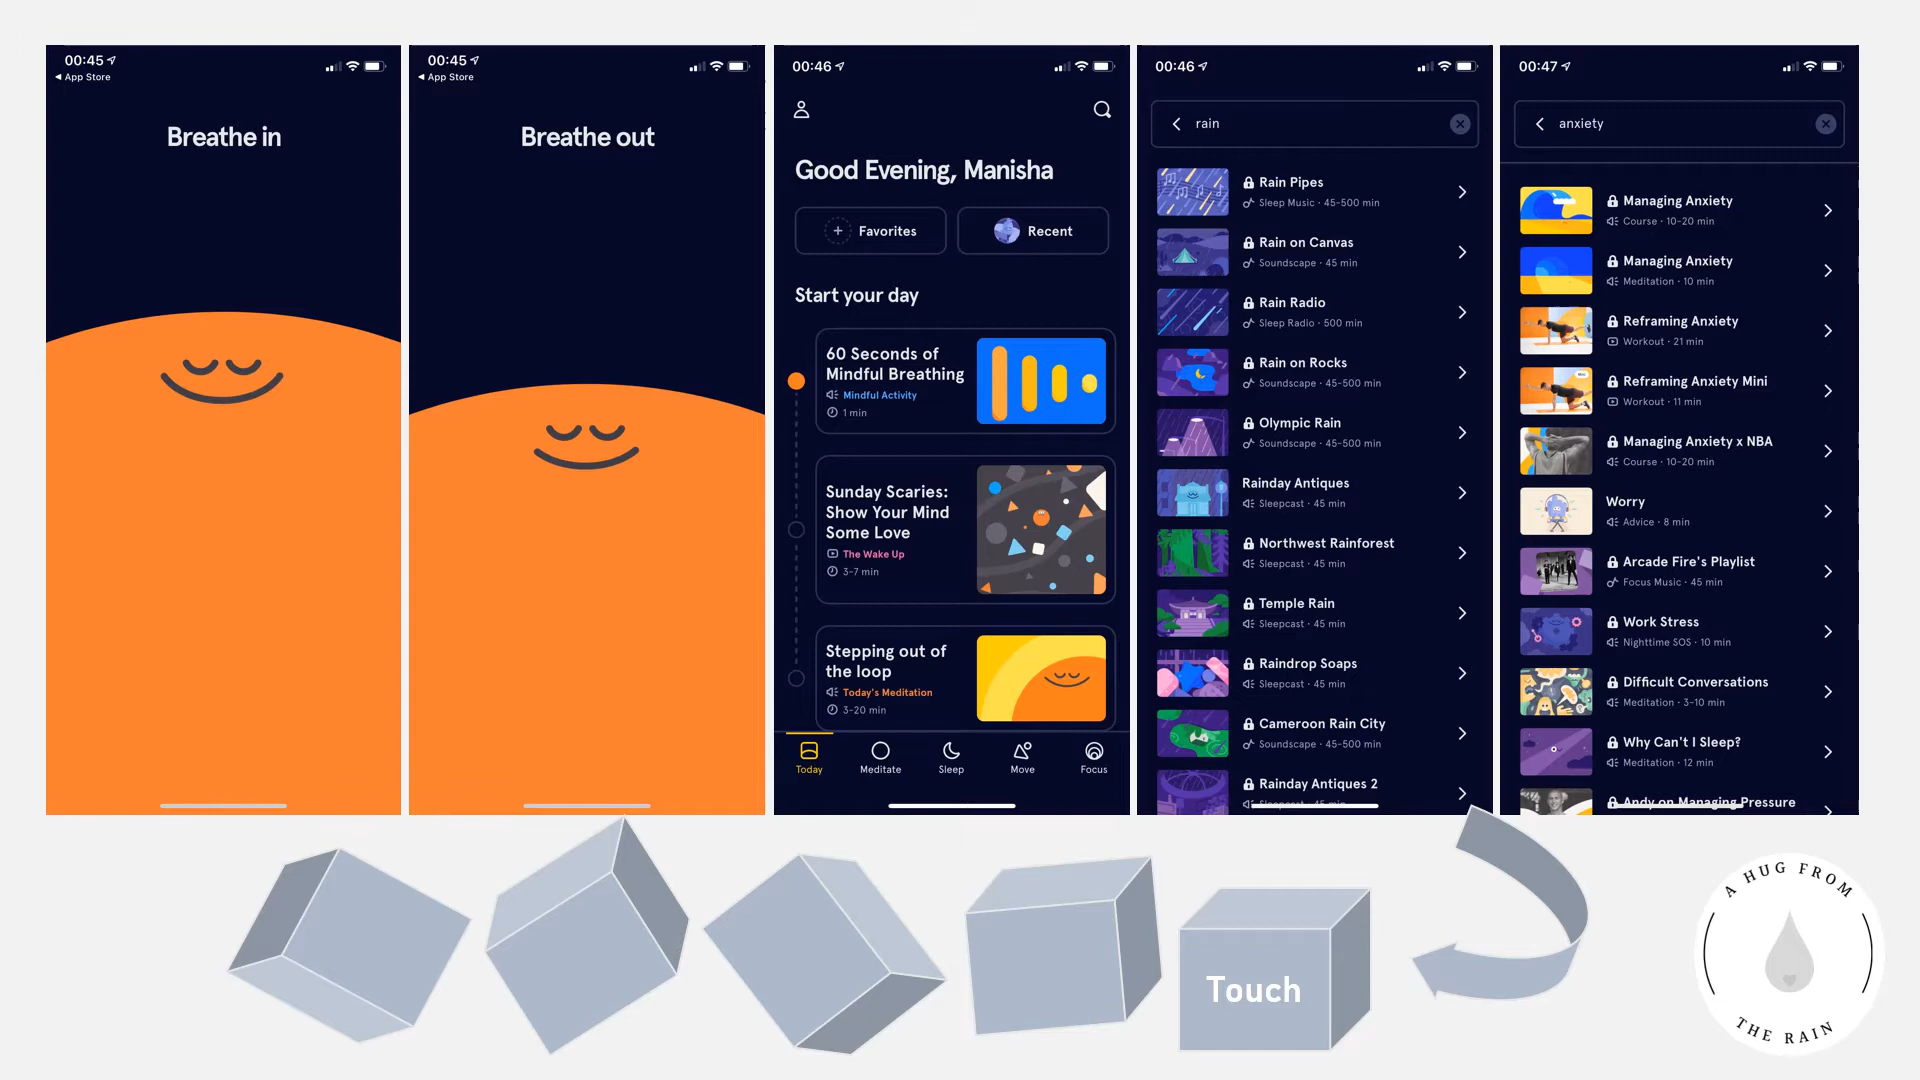 00:45
App Store
Breathe in
00:45
App Store
Breathe out
00:46
Good Evening, Manisha
Favorites
Recent
Start your day
60 Seconds of
Mindful Breathing
Mindful Activity
1 min
Sunday Scaries:
Show Your Mind
Some Love
The Wake Up
3-7 min
Stepping out of
the loop
Today's Meditation
3-20 min
Today
Meditate
Sleep
Move
Focus
00:46
rain
Rain Pipes
Sleep Music · 45-500 min
Rain on Canvas
Soundscape · 45 min
Rain Radio
Sleep Radio · 500 min
Rain on Rocks
Soundscape · 45-500 min
Olympic Rain
Soundscape · 45-500 min
Rainday Antiques
Sleepcast · 45 min
Northwest Rainforest
Sleepcast · 45 min
Temple Rain
Sleepcast · 45 min
Raindrop Soaps
Sleepcast · 45 min
Cameroon Rain City
Soundscape · 45-500 min
Rainday Antiques 2
Sleepcast · 45 min
00:47
anxiety
Managing Anxiety
Course · 10-20 min
Managing Anxiety
Meditation · 10 min
Reframing Anxiety
Workout · 21 min
Reframing Anxiety Mini
Workout · 11 min
Managing Anxiety x NBA
Course · 10-20 min
Worry
Advice · 8 min
Arcade Fire's Playlist
Focus Music · 45 min
Work Stress
Nighttime SOS · 10 min
Difficult Conversations
Meditation · 3-10 min
Why Can't I Sleep?
Meditation · 12 min
Andy on Managing Pressure
Touch
A HUG FROM
THE RAIN